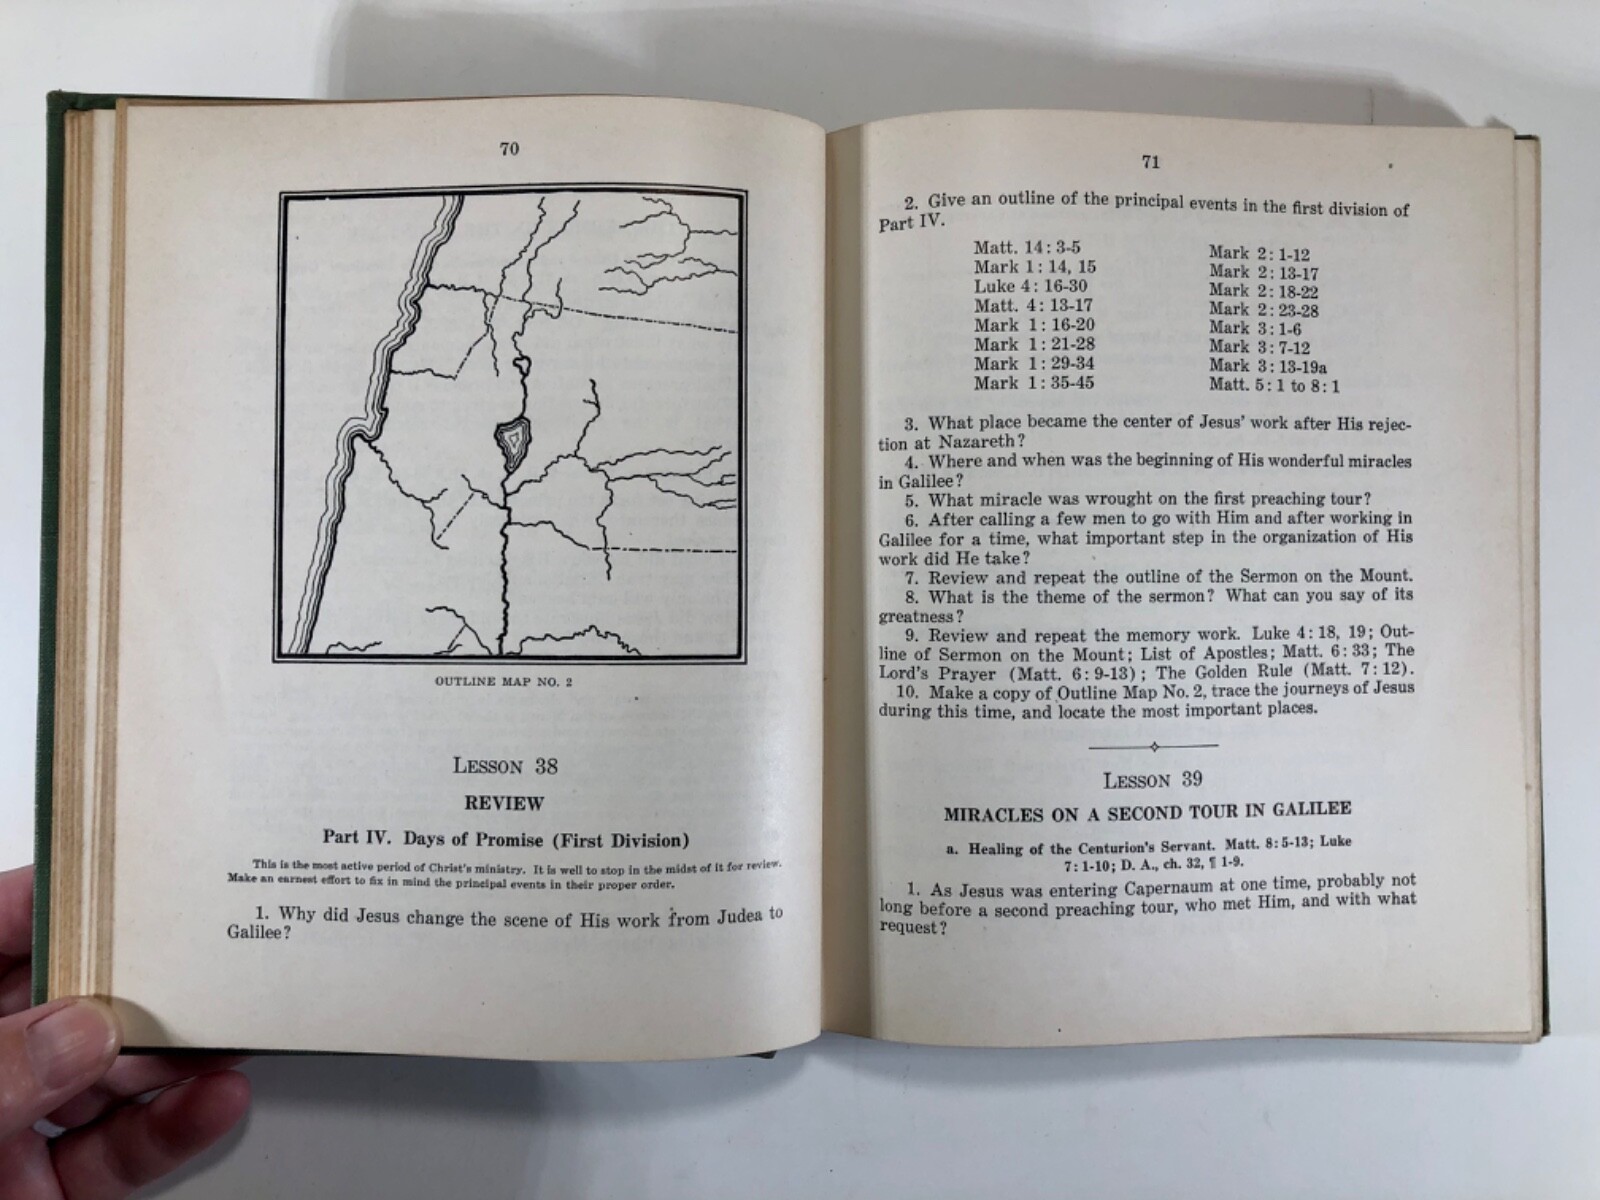 70
OUTLINE MAP NO. 2
LESSON 38
REVIEW
Part IV. Days of Promise (First Division)
This is the most active period of Christ's ministry. It is well to stop in the midst of it for review.
Make an earnest effort to fix in mind the principal events in their proper order.
1. Why did Jesus change the scene of His work from Judea to
Galilee?
71
2. Give an outline of the principal events in the first division of
Part IV.
Matt. 14: 3-5
Mark 1: 14, 15
Luke 4: 16-30
Matt. 4: 13-17
Mark 1: 16-20
Mark 1: 21-28
Mark 1: 29-34
Mark 1: 35-45
Mark 2: 1-12
Mark 2: 13-17
Mark 2: 18-22
Mark 2: 23-28
Mark 3: 1-6
Mark 3: 7-12
Mark 3: 13-19a
Matt. 5: 1 to 8: 1
3. What place became the center of Jesus' work after His rejec-
tion at Nazareth?
4. Where and when was the beginning of His wonderful miracles
in Galilee?
5. What miracle was wrought on the first preaching tour?
6. After calling a few men to go with Him and after working in
Galilee for a time, what important step in the organization of His
work did He take?
7. Review and repeat the outline of the Sermon on the Mount.
8. What is the theme of the sermon? What can you say of its
greatness?
9. Review and repeat the memory work. Luke 4: 18, 19; Out-
line of Sermon on the Mount; List of Apostles; Matt. 6: 33; The
Lord's Prayer (Matt. 6: 9-13); The Golden Rule (Matt. 7: 12).
10. Make a copy of Outline Map No. 2, trace the journeys of Jesus
during this time, and locate the most important places.
LESSON 39
MIRACLES ON A SECOND TOUR IN GALILEE
a. Healing of the Centurion's Servant. Matt. 8: 5-13; Luke
7: 1-10; D. A., ch. 32, ¶ 1-9.
1. As Jesus was entering Capernaum at one time, probably not
long before a second preaching tour, who met Him, and with what
request?